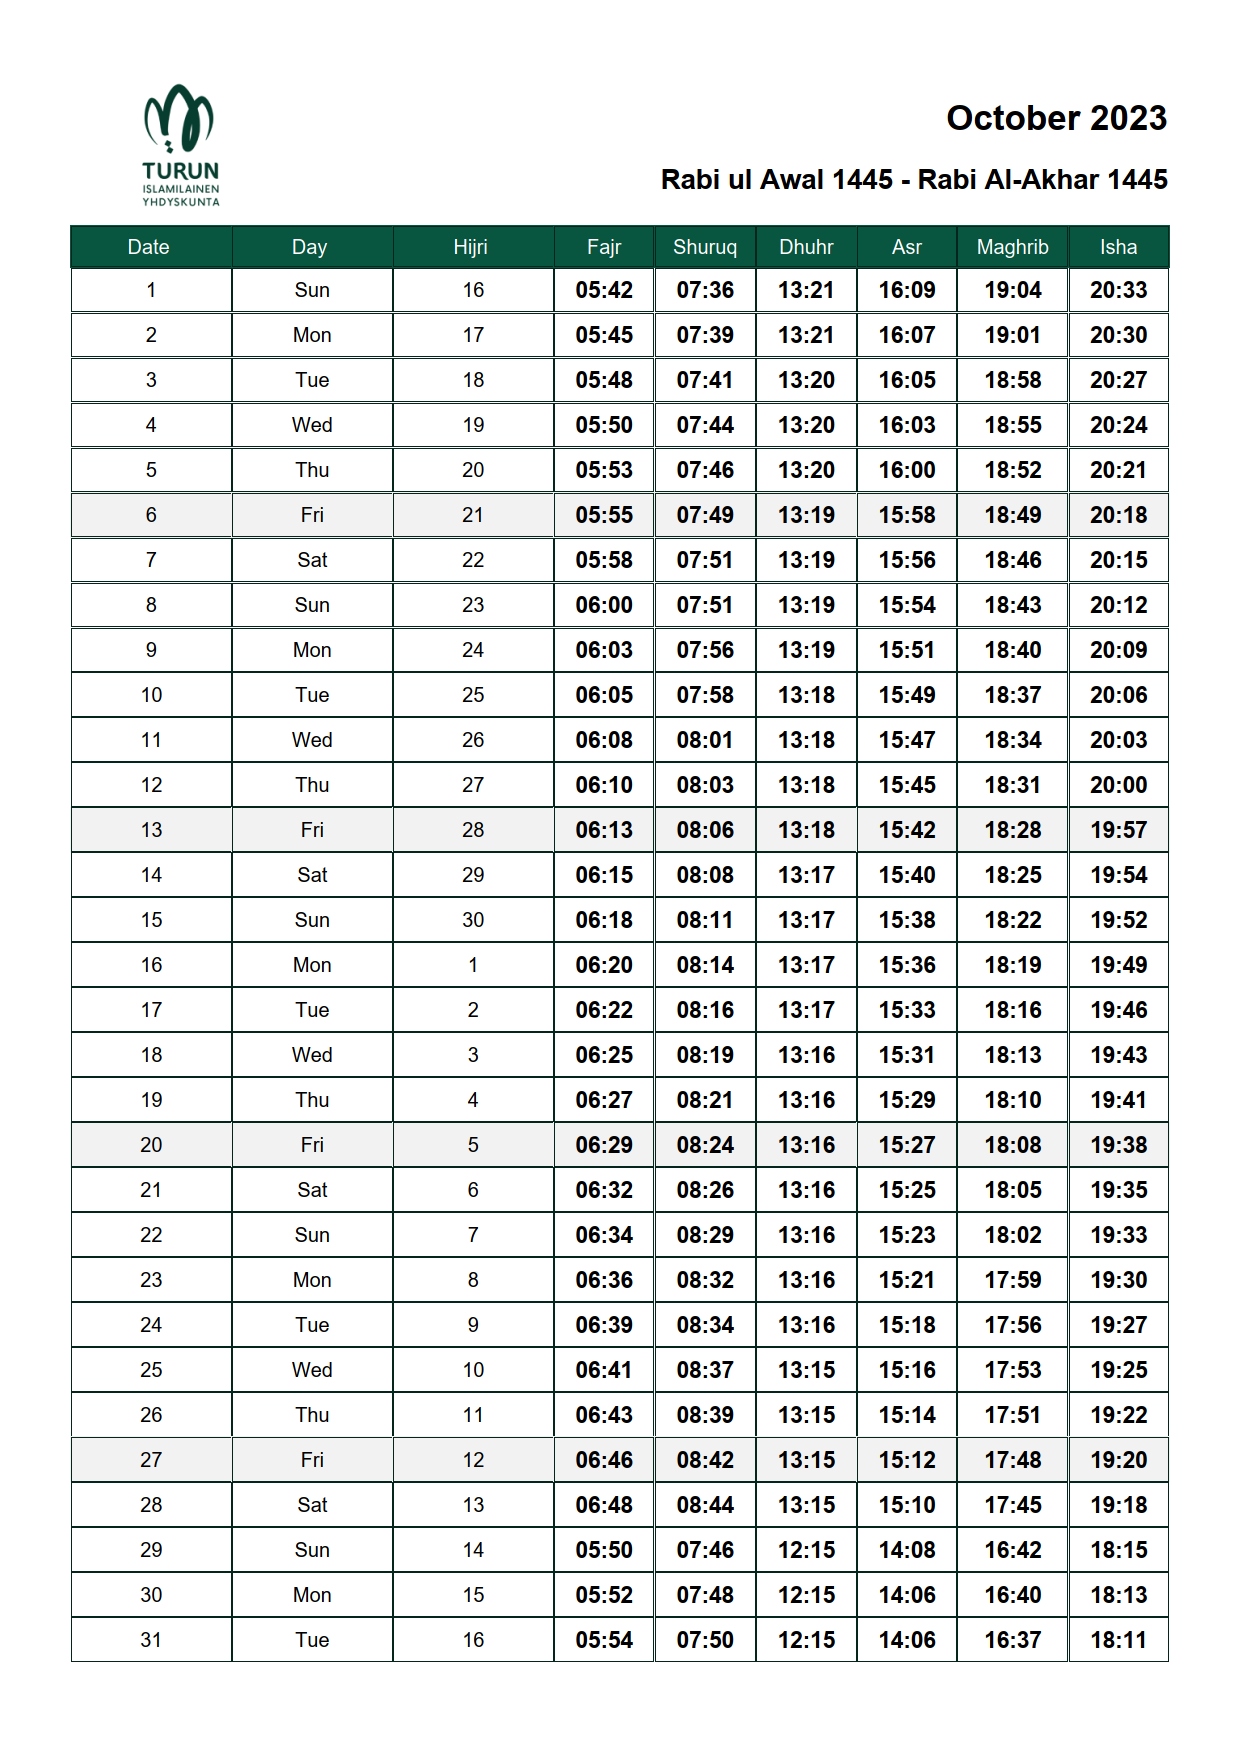 TURUN
ISLAMILAINEN
YHDYSKUNTA
October 2023
Rabi ul Awal 1445 - Rabi Al-Akhar 1445
Date Day Hijri Fajr Shuruq Dhuhr Asr Maghrib Isha
1 Sun 16 05:42 07:36 13:21 16:09 19:04 20:33
2 Mon 17 05:45 07:39 13:21 16:07 19:01 20:30
3 Tue 18 05:48 07:41 13:20 16:05 18:58 20:27
4 Wed 19 05:50 07:44 13:20 16:03 18:55 20:24
5 Thu 20 05:53 07:46 13:20 16:00 18:52 20:21
6 Fri 21 05:55 07:49 13:19 15:58 18:49 20:18
7 Sat 22 05:58 07:51 13:19 15:56 18:46 20:15
8 Sun 23 06:00 07:51 13:19 15:54 18:43 20:12
9 Mon 24 06:03 07:56 13:19 15:51 18:40 20:09
10 Tue 25 06:05 07:58 13:18 15:49 18:37 20:06
11 Wed 26 06:08 08:01 13:18 15:47 18:34 20:03
12 Thu 27 06:10 08:03 13:18 15:45 18:31 20:00
13 Fri 28 06:13 08:06 13:18 15:42 18:28 19:57
14 Sat 29 06:15 08:08 13:17 15:40 18:25 19:54
15 Sun 30 06:18 08:11 13:17 15:38 18:22 19:52
16 Mon 1 06:20 08:14 13:17 15:36 18:19 19:49
17 Tue 2 06:22 08:16 13:17 15:33 18:16 19:46
18 Wed 3 06:25 08:19 13:16 15:31 18:13 19:43
19 Thu 4 06:27 08:21 13:16 15:29 18:10 19:41
20 Fri 5 06:29 08:24 13:16 15:27 18:08 19:38
21 Sat 6 06:32 08:26 13:16 15:25 18:05 19:35
22 Sun 7 06:34 08:29 13:16 15:23 18:02 19:33
23 Mon 8 06:36 08:32 13:16 15:21 17:59 19:30
24 Tue 9 06:39 08:34 13:16 15:18 17:56 19:27
25 Wed 10 06:41 08:37 13:15 15:16 17:53 19:25
26 Thu 11 06:43 08:39 13:15 15:14 17:51 19:22
27 Fri 12 06:46 08:42 13:15 15:12 17:48 19:20
28 Sat 13 06:48 08:44 13:15 15:10 17:45 19:18
29 Sun 14 05:50 07:46 12:15 14:08 16:42 18:15
30 Mon 15 05:52 07:48 12:15 14:06 16:40 18:13
31 Tue 16 05:54 07:50 12:15 14:06 16:37 18:11